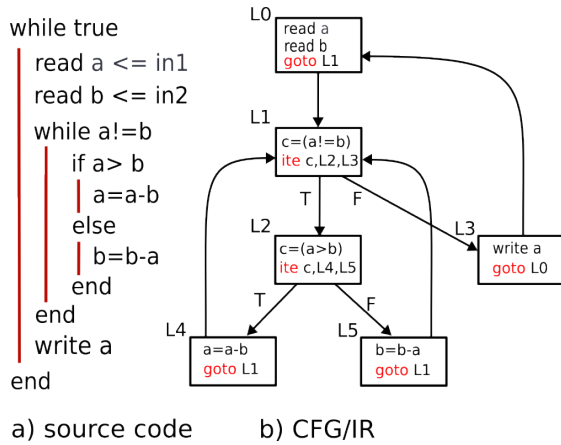 while true
read a <= in1
read b <= in2
while a!=b
if a> b
a=a-b
else
b=b-a
end
end
write a
end
a) source code
L0
read a
read b
goto L1
L1
c=(a!=b)
ite c,L2,L3
T
F
L2
c=(a>b)
ite c,L4,L5
L3
write a
goto L0
T
F
L4
a=a-b
goto L1
L5
b=b-a
goto L1
b) CFG/IR